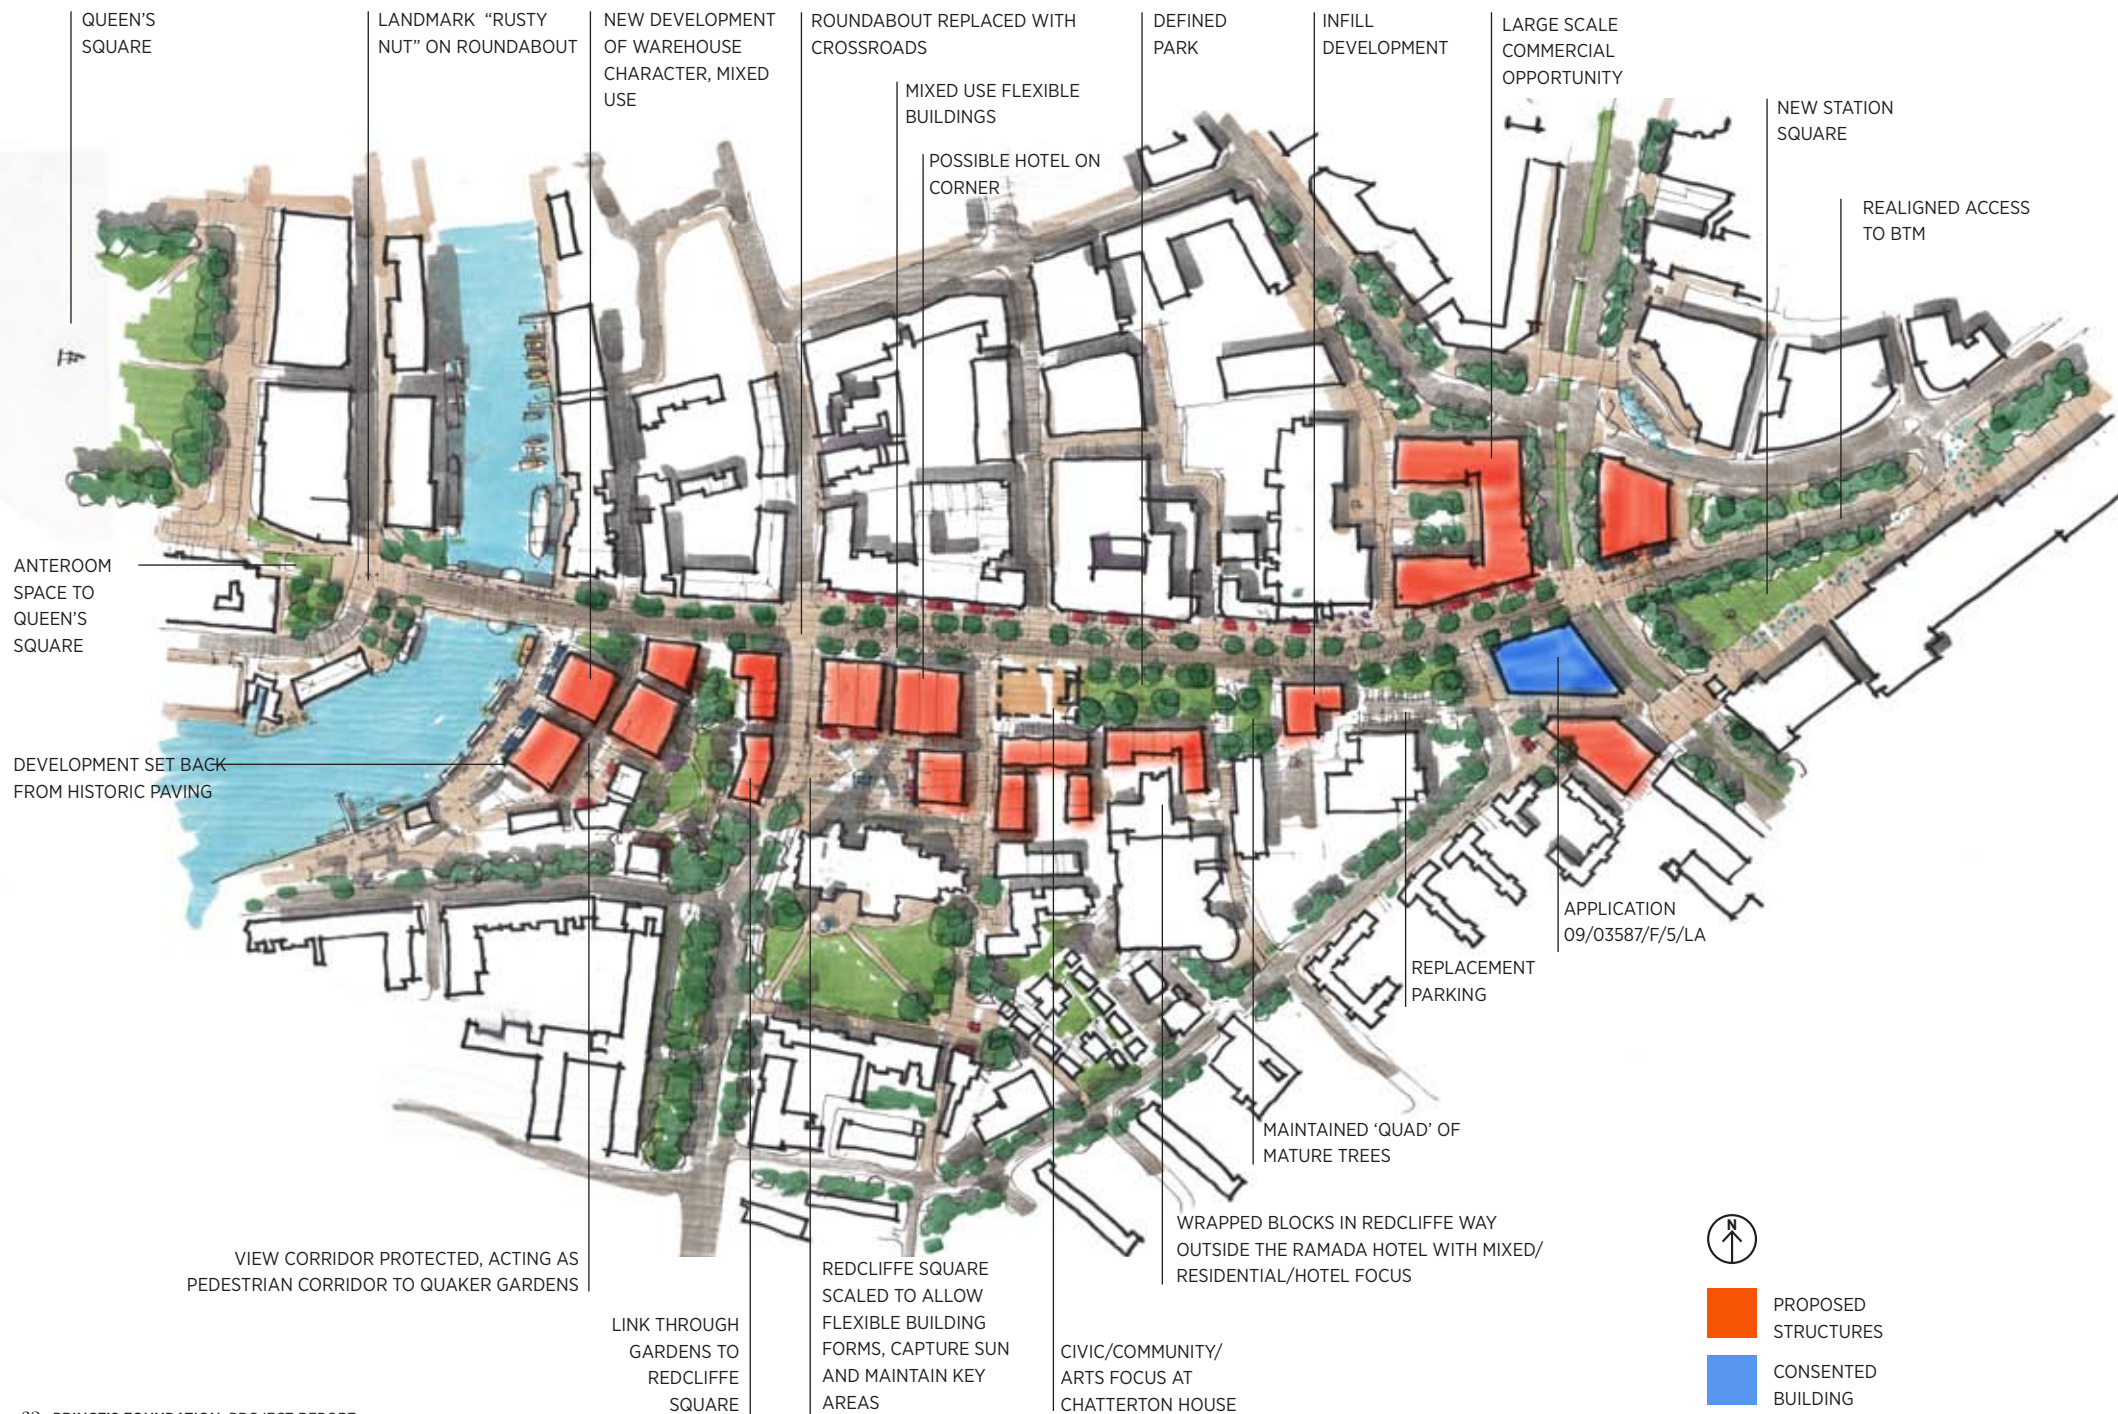 QUEEN'S
SQUARE
LANDMARK "RUSTY
NUT" ON ROUNDABOUT
NEW DEVELOPMENT
OF WAREHOUSE
CHARACTER, MIXED
USE
ROUNDABOUT REPLACED WITH
CROSSROADS
MIXED USE FLEXIBLE
BUILDINGS
POSSIBLE HOTEL ON
CORNER
DEFINED
PARK
INFILL
DEVELOPMENT
LARGE SCALE
COMMERCIAL
OPPORTUNITY
NEW STATION
SQUARE
REALIGNED ACCESS
TO BTM
ANTEROOM
SPACE TO
QUEEN'S
SQUARE
DEVELOPMENT SET BACK
FROM HISTORIC PAVING
APPLICATION
09/03587/F/5/LA
REPLACEMENT
PARKING
MAINTAINED 'QUAD' OF
MATURE TREES
WRAPPED BLOCKS IN REDCLIFFE WAY
OUTSIDE THE RAMADA HOTEL WITH MIXED/
RESIDENTIAL/HOTEL FOCUS
VIEW CORRIDOR PROTECTED, ACTING AS
PEDESTRIAN CORRIDOR TO QUAKER GARDENS
LINK THROUGH
GARDENS TO
REDCLIFFE
SQUARE
REDCLIFFE SQUARE
SCALED TO ALLOW
FLEXIBLE BUILDING
FORMS, CAPTURE SUN
AND MAINTAIN KEY
AREAS
CIVIC/COMMUNITY/
ARTS FOCUS AT
CHATTERTON HOUSE
N
PROPOSED
STRUCTURES
CONSENTED
BUILDING
PRINCE'S FOUNDATION PROJECT REPORT